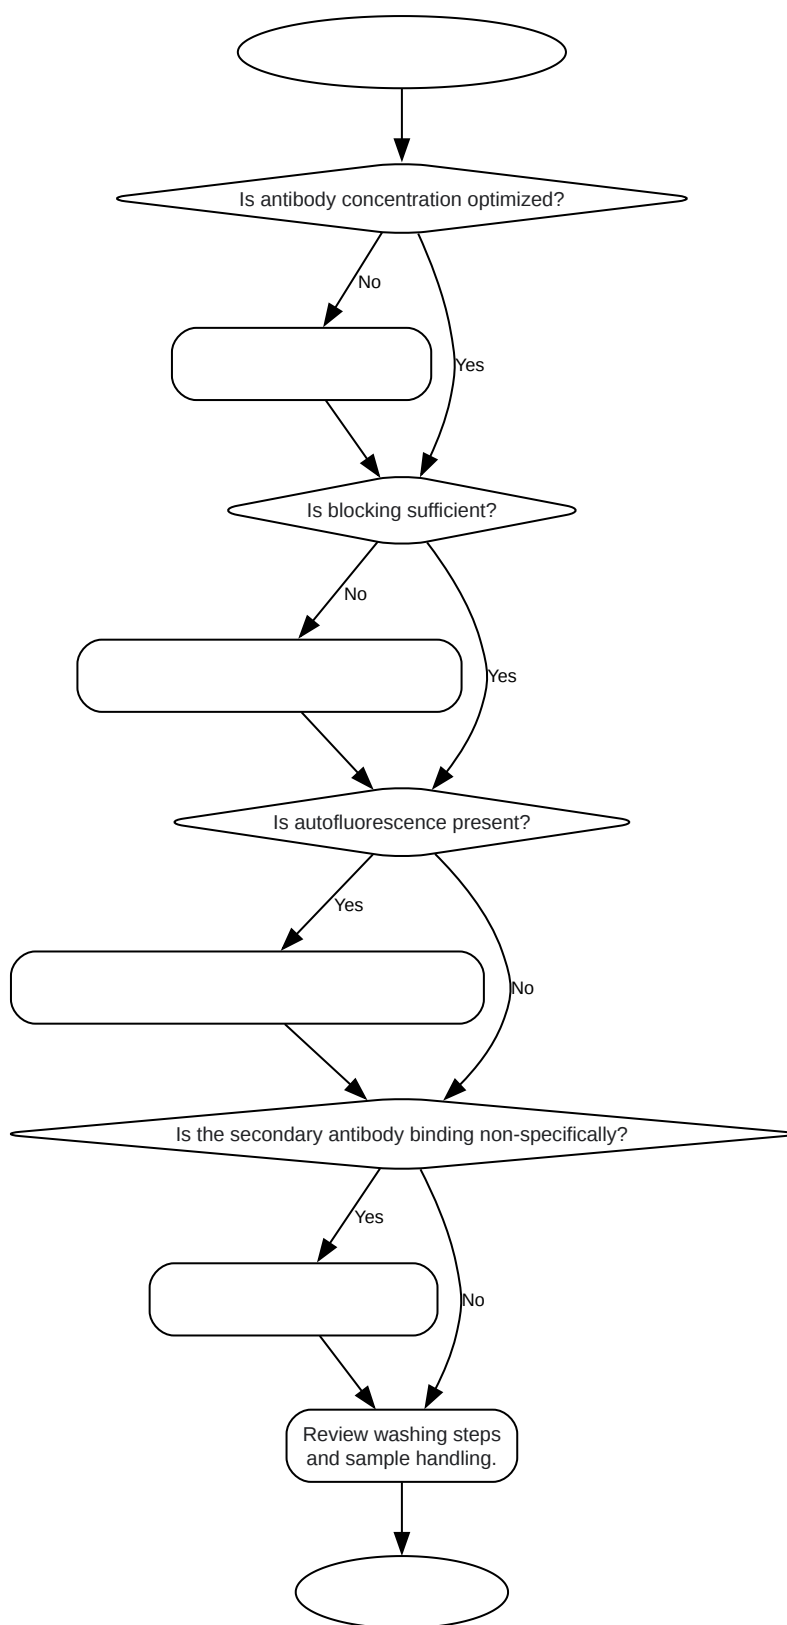 Is antibody concentration optimized?
No
Yes
Is blocking sufficient?
No
Yes
Is autofluorescence present?
Yes
No
Is the secondary antibody binding non-specifically?
Yes
No
Review washing steps
and sample handling.